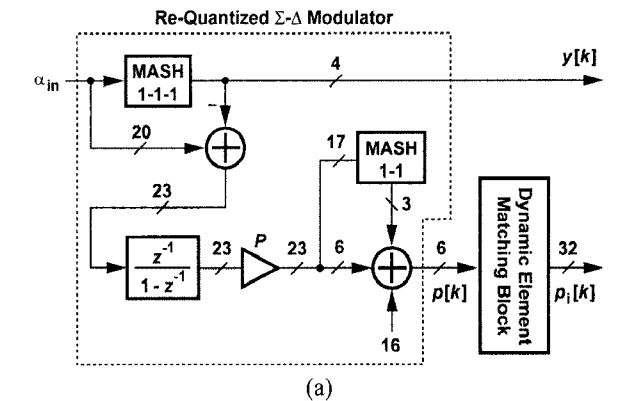 Re-Quantized Σ-Δ Modulator
α_in
MASH
1-1-1
4
y[k]
–
20
17
MASH
1-1
23
3
z⁻¹
1 - z⁻¹
23
P
23
6
6
p[k]
16
Dynamic Element
Matching Block
32
p_i[k]
(a)